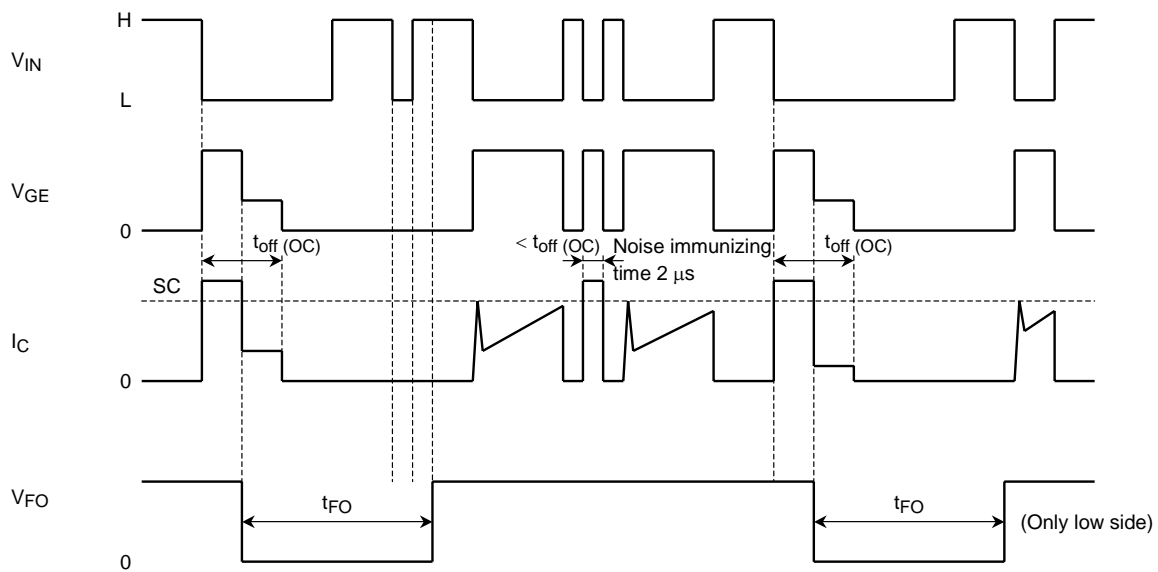 H
VIN
L
VGE
0
toff (OC)
< toff (OC)
Noise immunizing
time 2 μs
toff (OC)
SC
IC
0
VFO
tFO
tFO
(Only low side)
0